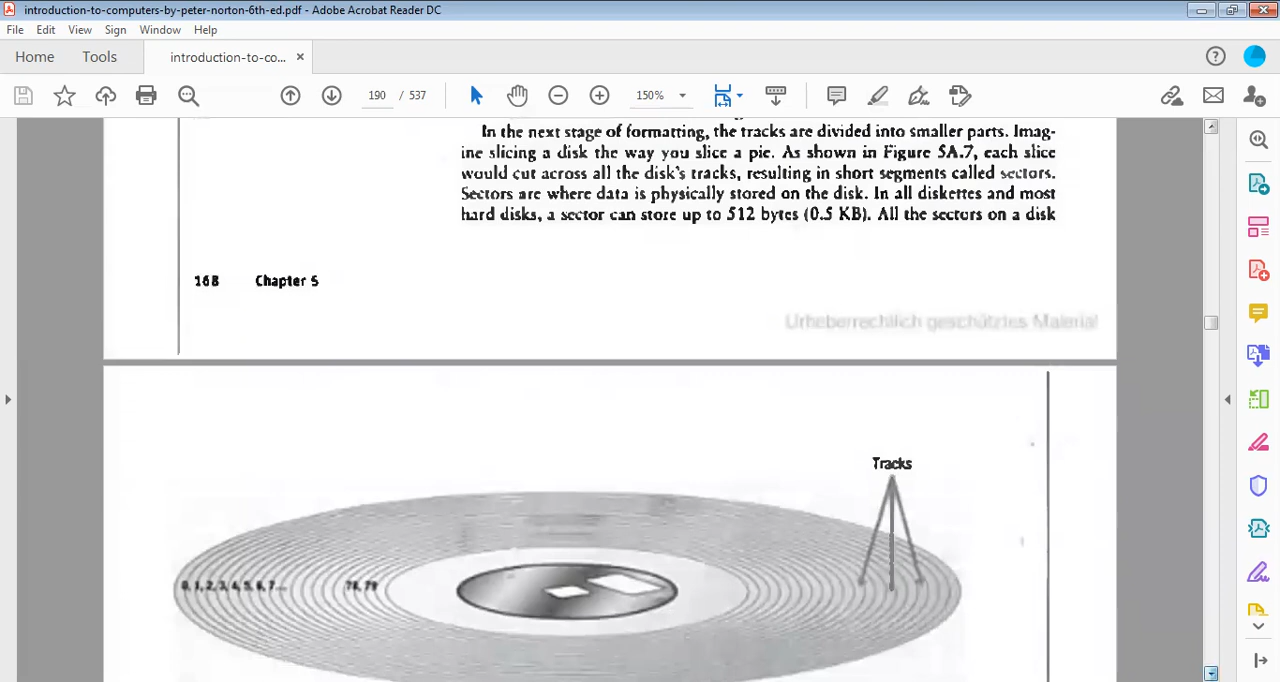 introduction-to-computers-by-peter-norton-6th-ed.pdf - Adobe Acrobat Reader DC
File Edit View Sign Window Help
Home Tools introduction-to-co... ×
190 / 537 150%
In the next stage of formatting, the tracks are divided into smaller parts. Imag-
ine slicing a disk the way you slice a pie. As shown in Figure 5A.7, each slice
would cut across all the disk's tracks, resulting in short segments called sectors.
Sectors are where data is physically stored on the disk. In all diskettes and most
hard disks, a sector can store up to 512 bytes (0.5 KB). All the sectors on a disk
168 Chapter 5
Urheberrechtlich geschütztes Material
Tracks
0, 1, 2, 3, 4, 5, 6, 7... 78, 79